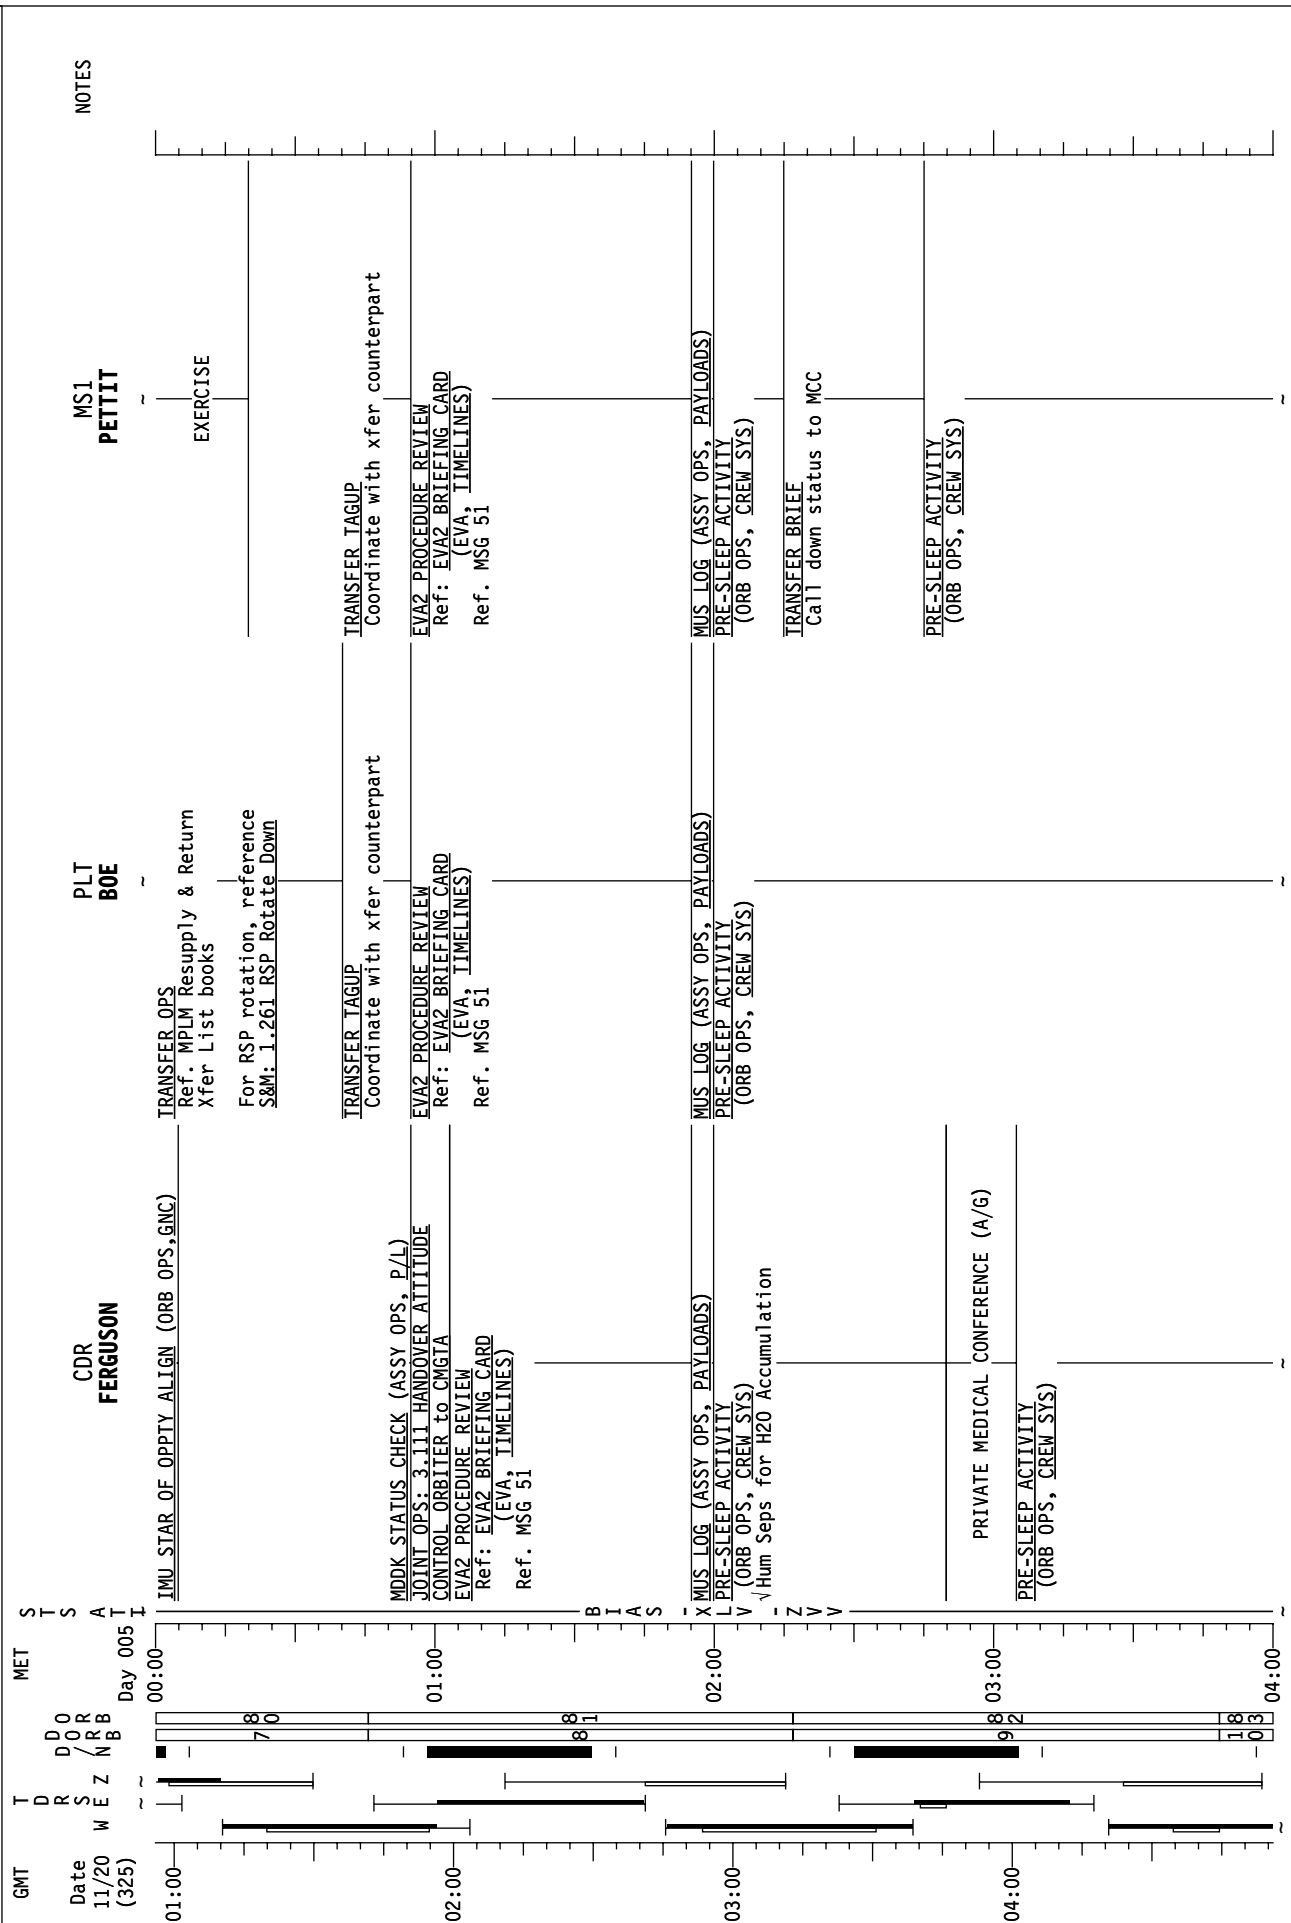 GMT
Date
11/20
(325)
01:00
02:00
03:00
04:00
T
D
R
S
W E Z
D
D O
O R
/ R
N B
B
7
8
9
10
80
81
82
83
MET
Day 005
00:00
01:00
02:00
03:00
04:00
S
T
S
A
T
T
BIAS -XLV -ZVV
CDR
FERGUSON
IMU STAR OF OPPTY ALIGN (ORB OPS,GNC)
MDDK STATUS CHECK (ASSY OPS, P/L)
JOINT OPS: 3.111 HANDOVER ATTITUDE
CONTROL ORBITER to CMGTA
EVA2 PROCEDURE REVIEW
Ref: EVA2 BRIEFING CARD
(EVA, TIMELINES)
Ref. MSG 51
MUS LOG (ASSY OPS, PAYLOADS)
PRE-SLEEP ACTIVITY
(ORB OPS, CREW SYS)
√Hum Seps for H2O Accumulation
PRIVATE MEDICAL CONFERENCE (A/G)
PRE-SLEEP ACTIVITY
(ORB OPS, CREW SYS)
PLT
BOE
TRANSFER OPS
Ref. MPLM Resupply & Return
Xfer List books
For RSP rotation, reference
S&M: 1.261 RSP Rotate Down
TRANSFER TAGUP
Coordinate with xfer counterpart
EVA2 PROCEDURE REVIEW
Ref: EVA2 BRIEFING CARD
(EVA, TIMELINES)
Ref. MSG 51
MUS LOG (ASSY OPS, PAYLOADS)
PRE-SLEEP ACTIVITY
(ORB OPS, CREW SYS)
MS1
PETTIT
EXERCISE
TRANSFER TAGUP
Coordinate with xfer counterpart
EVA2 PROCEDURE REVIEW
Ref: EVA2 BRIEFING CARD
(EVA, TIMELINES)
Ref. MSG 51
MUS LOG (ASSY OPS, PAYLOADS)
PRE-SLEEP ACTIVITY
(ORB OPS, CREW SYS)
TRANSFER BRIEF
Call down status to MCC
PRE-SLEEP ACTIVITY
(ORB OPS, CREW SYS)
NOTES